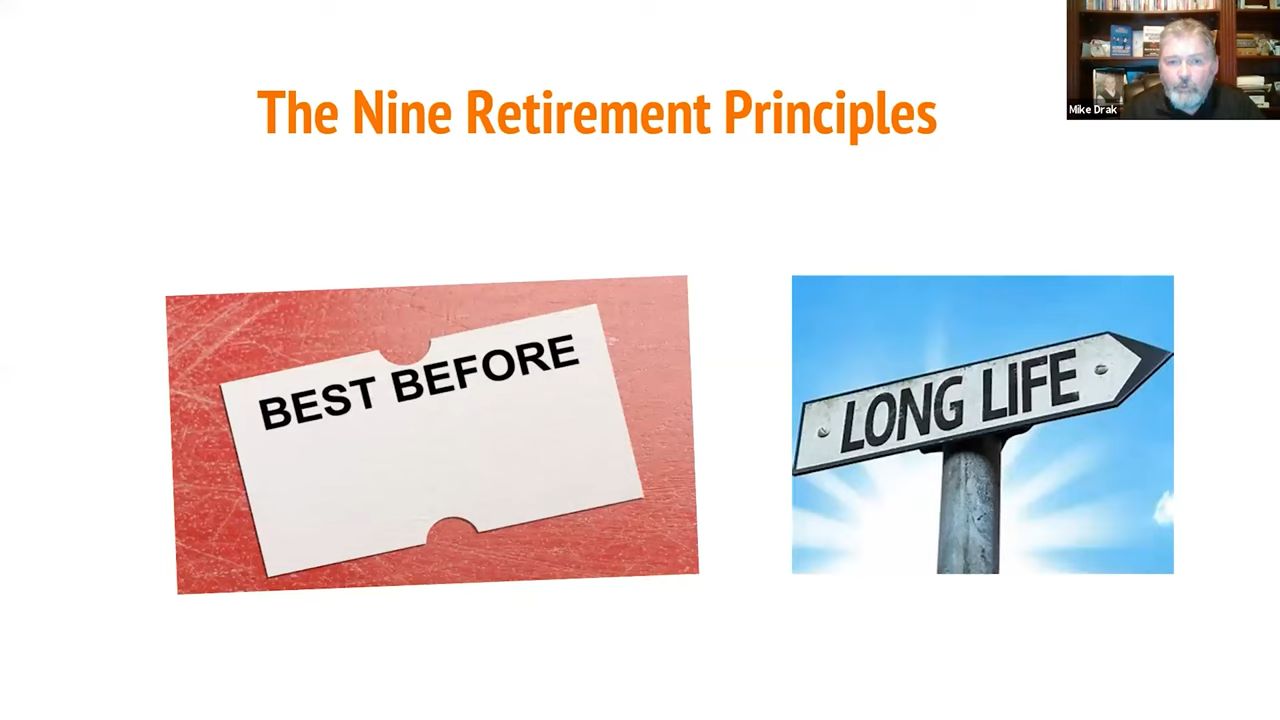 The Nine Retirement Principles
Mike Drak
BEST BEFORE
LONG LIFE